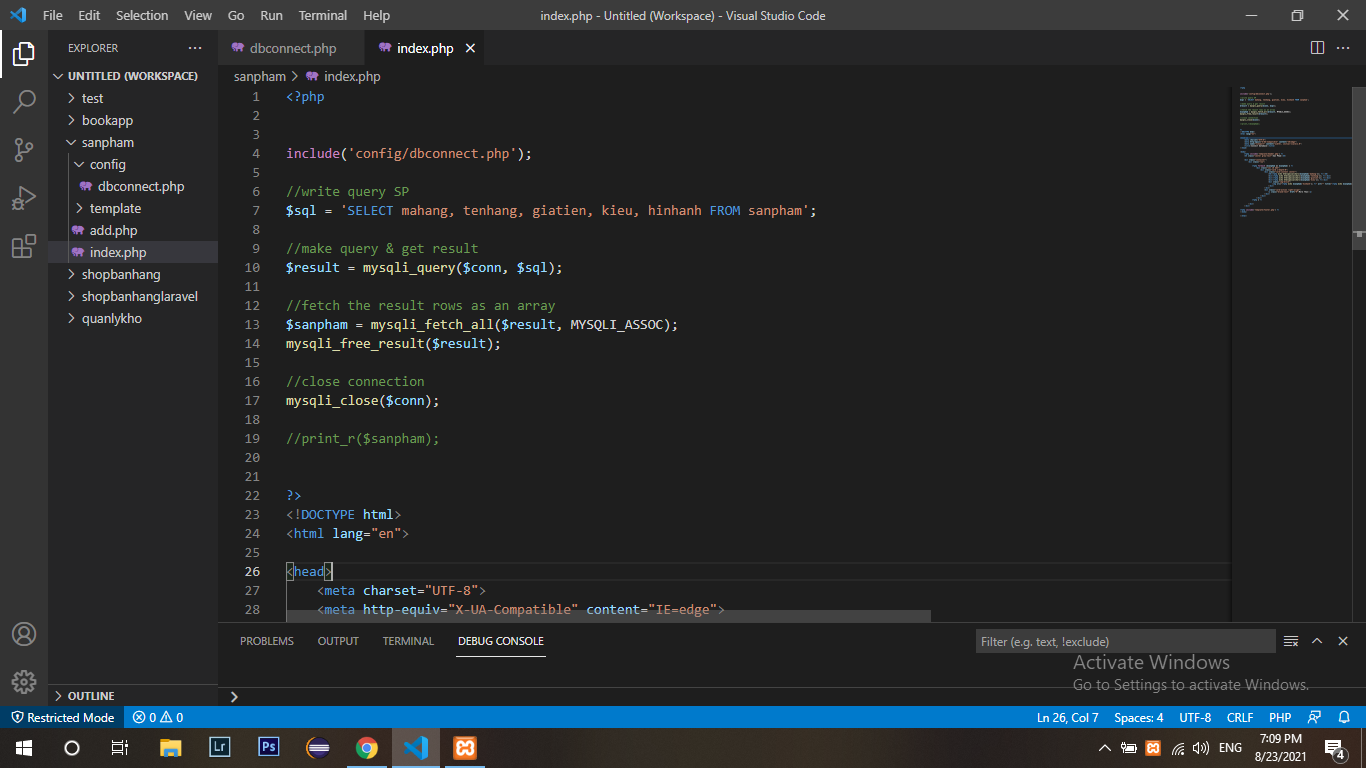 File Edit Selection View Go Run Terminal Help index.php - Untitled (Workspace) - Visual Studio Code
EXPLORER
UNTITLED (WORKSPACE)
test
bookapp
sanpham
config
dbconnect.php
template
add.php
index.php
shopbanhang
shopbanhanglaravel
quanlykho
OUTLINE
dbconnect.php index.php
sanpham > index.php
1 <?php
2
3
4 include('config/dbconnect.php');
5
6 //write query SP
7 $sql = 'SELECT mahang, tenhang, giatien, kieu, hinhanh FROM sanpham';
8
9 //make query & get result
10 $result = mysqli_query($conn, $sql);
11
12 //fetch the result rows as an array
13 $sanpham = mysqli_fetch_all($result, MYSQLI_ASSOC);
14 mysqli_free_result($result);
15
16 //close connection
17 mysqli_close($conn);
18
19 //print_r($sanpham);
20
21
22 ?>
23 <!DOCTYPE html>
24 <html lang="en">
25
26 <head>
27 <meta charset="UTF-8">
28 <meta http-equiv="X-UA-Compatible" content="IE=edge">
PROBLEMS OUTPUT TERMINAL DEBUG CONSOLE Filter (e.g. text, !exclude)
Activate Windows
Go to Settings to activate Windows.
Restricted Mode 0 0 Ln 26, Col 7 Spaces: 4 UTF-8 CRLF PHP
Lr Ps ENG 7:09 PM
8/23/2021 4